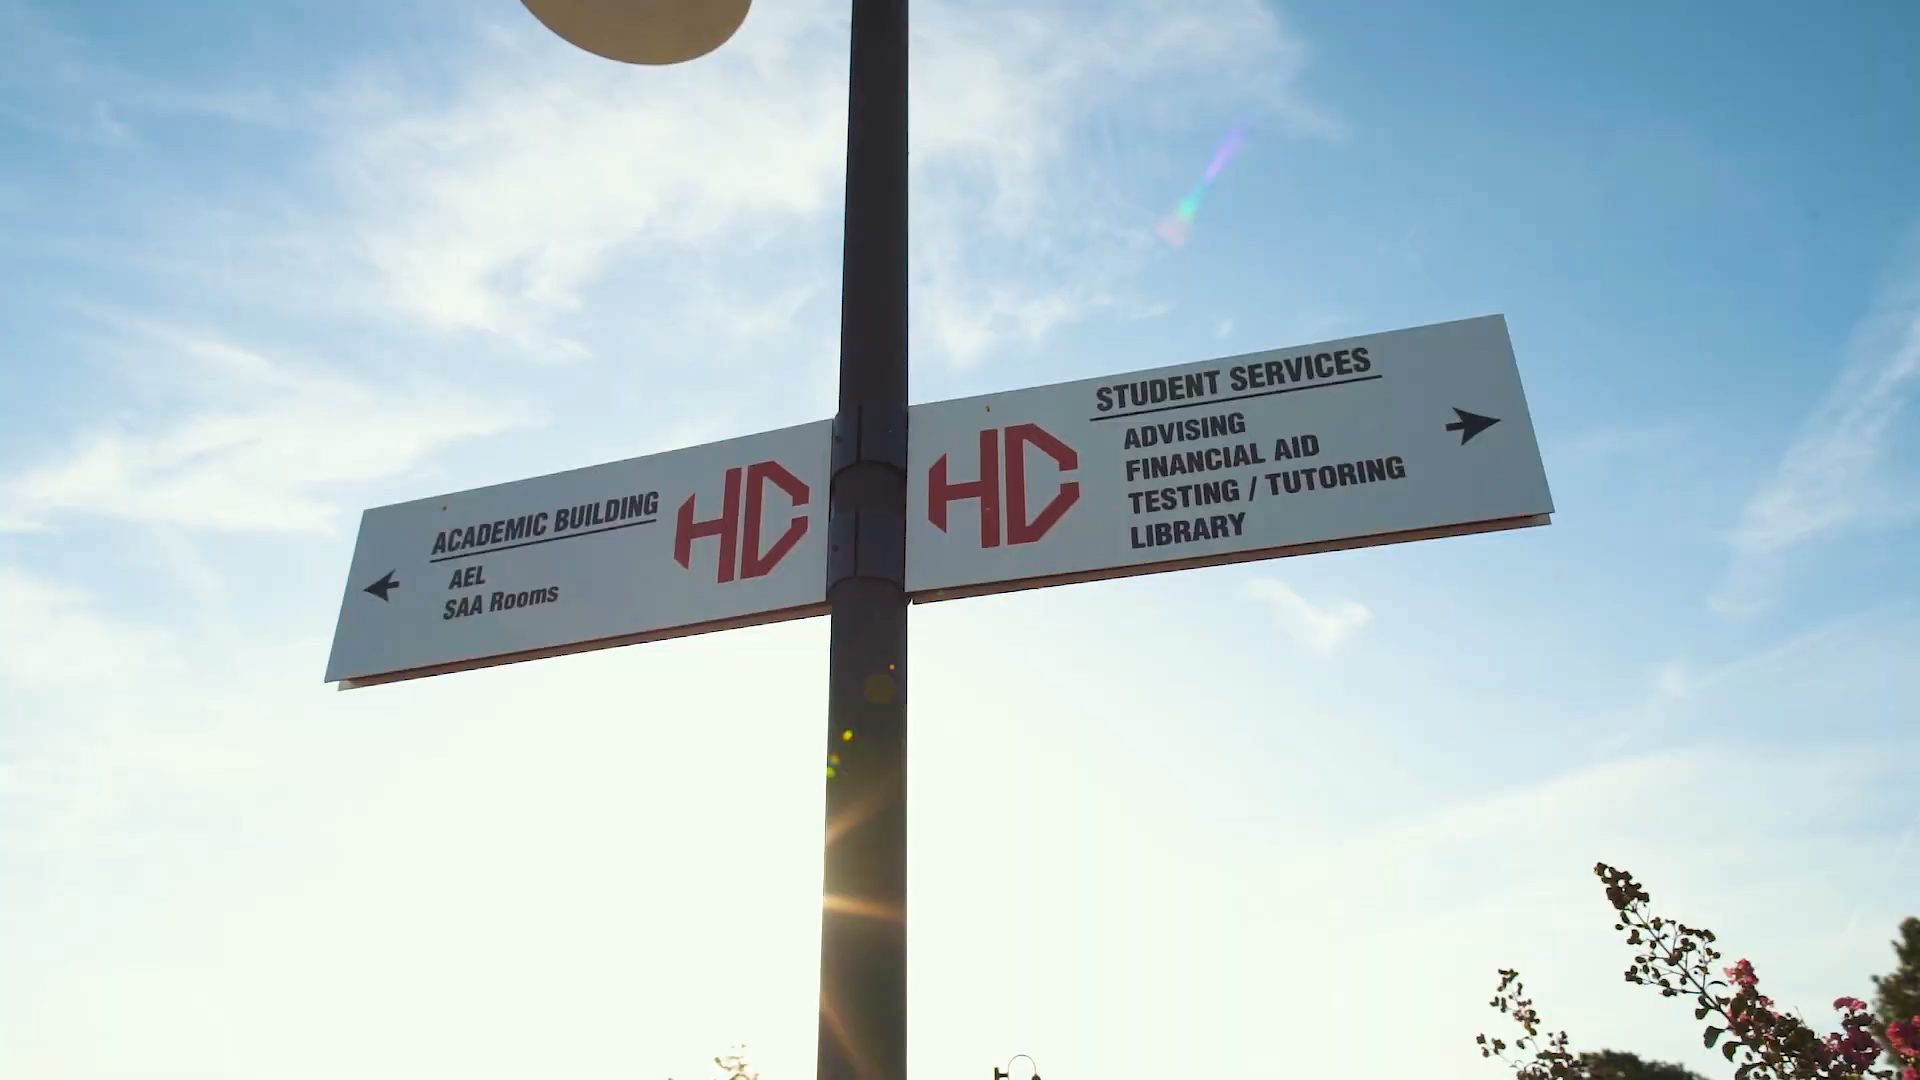 ACADEMIC BUILDING
AEL
SAA Rooms
HC
HC
STUDENT SERVICES
ADVISING
FINANCIAL AID
TESTING / TUTORING
LIBRARY